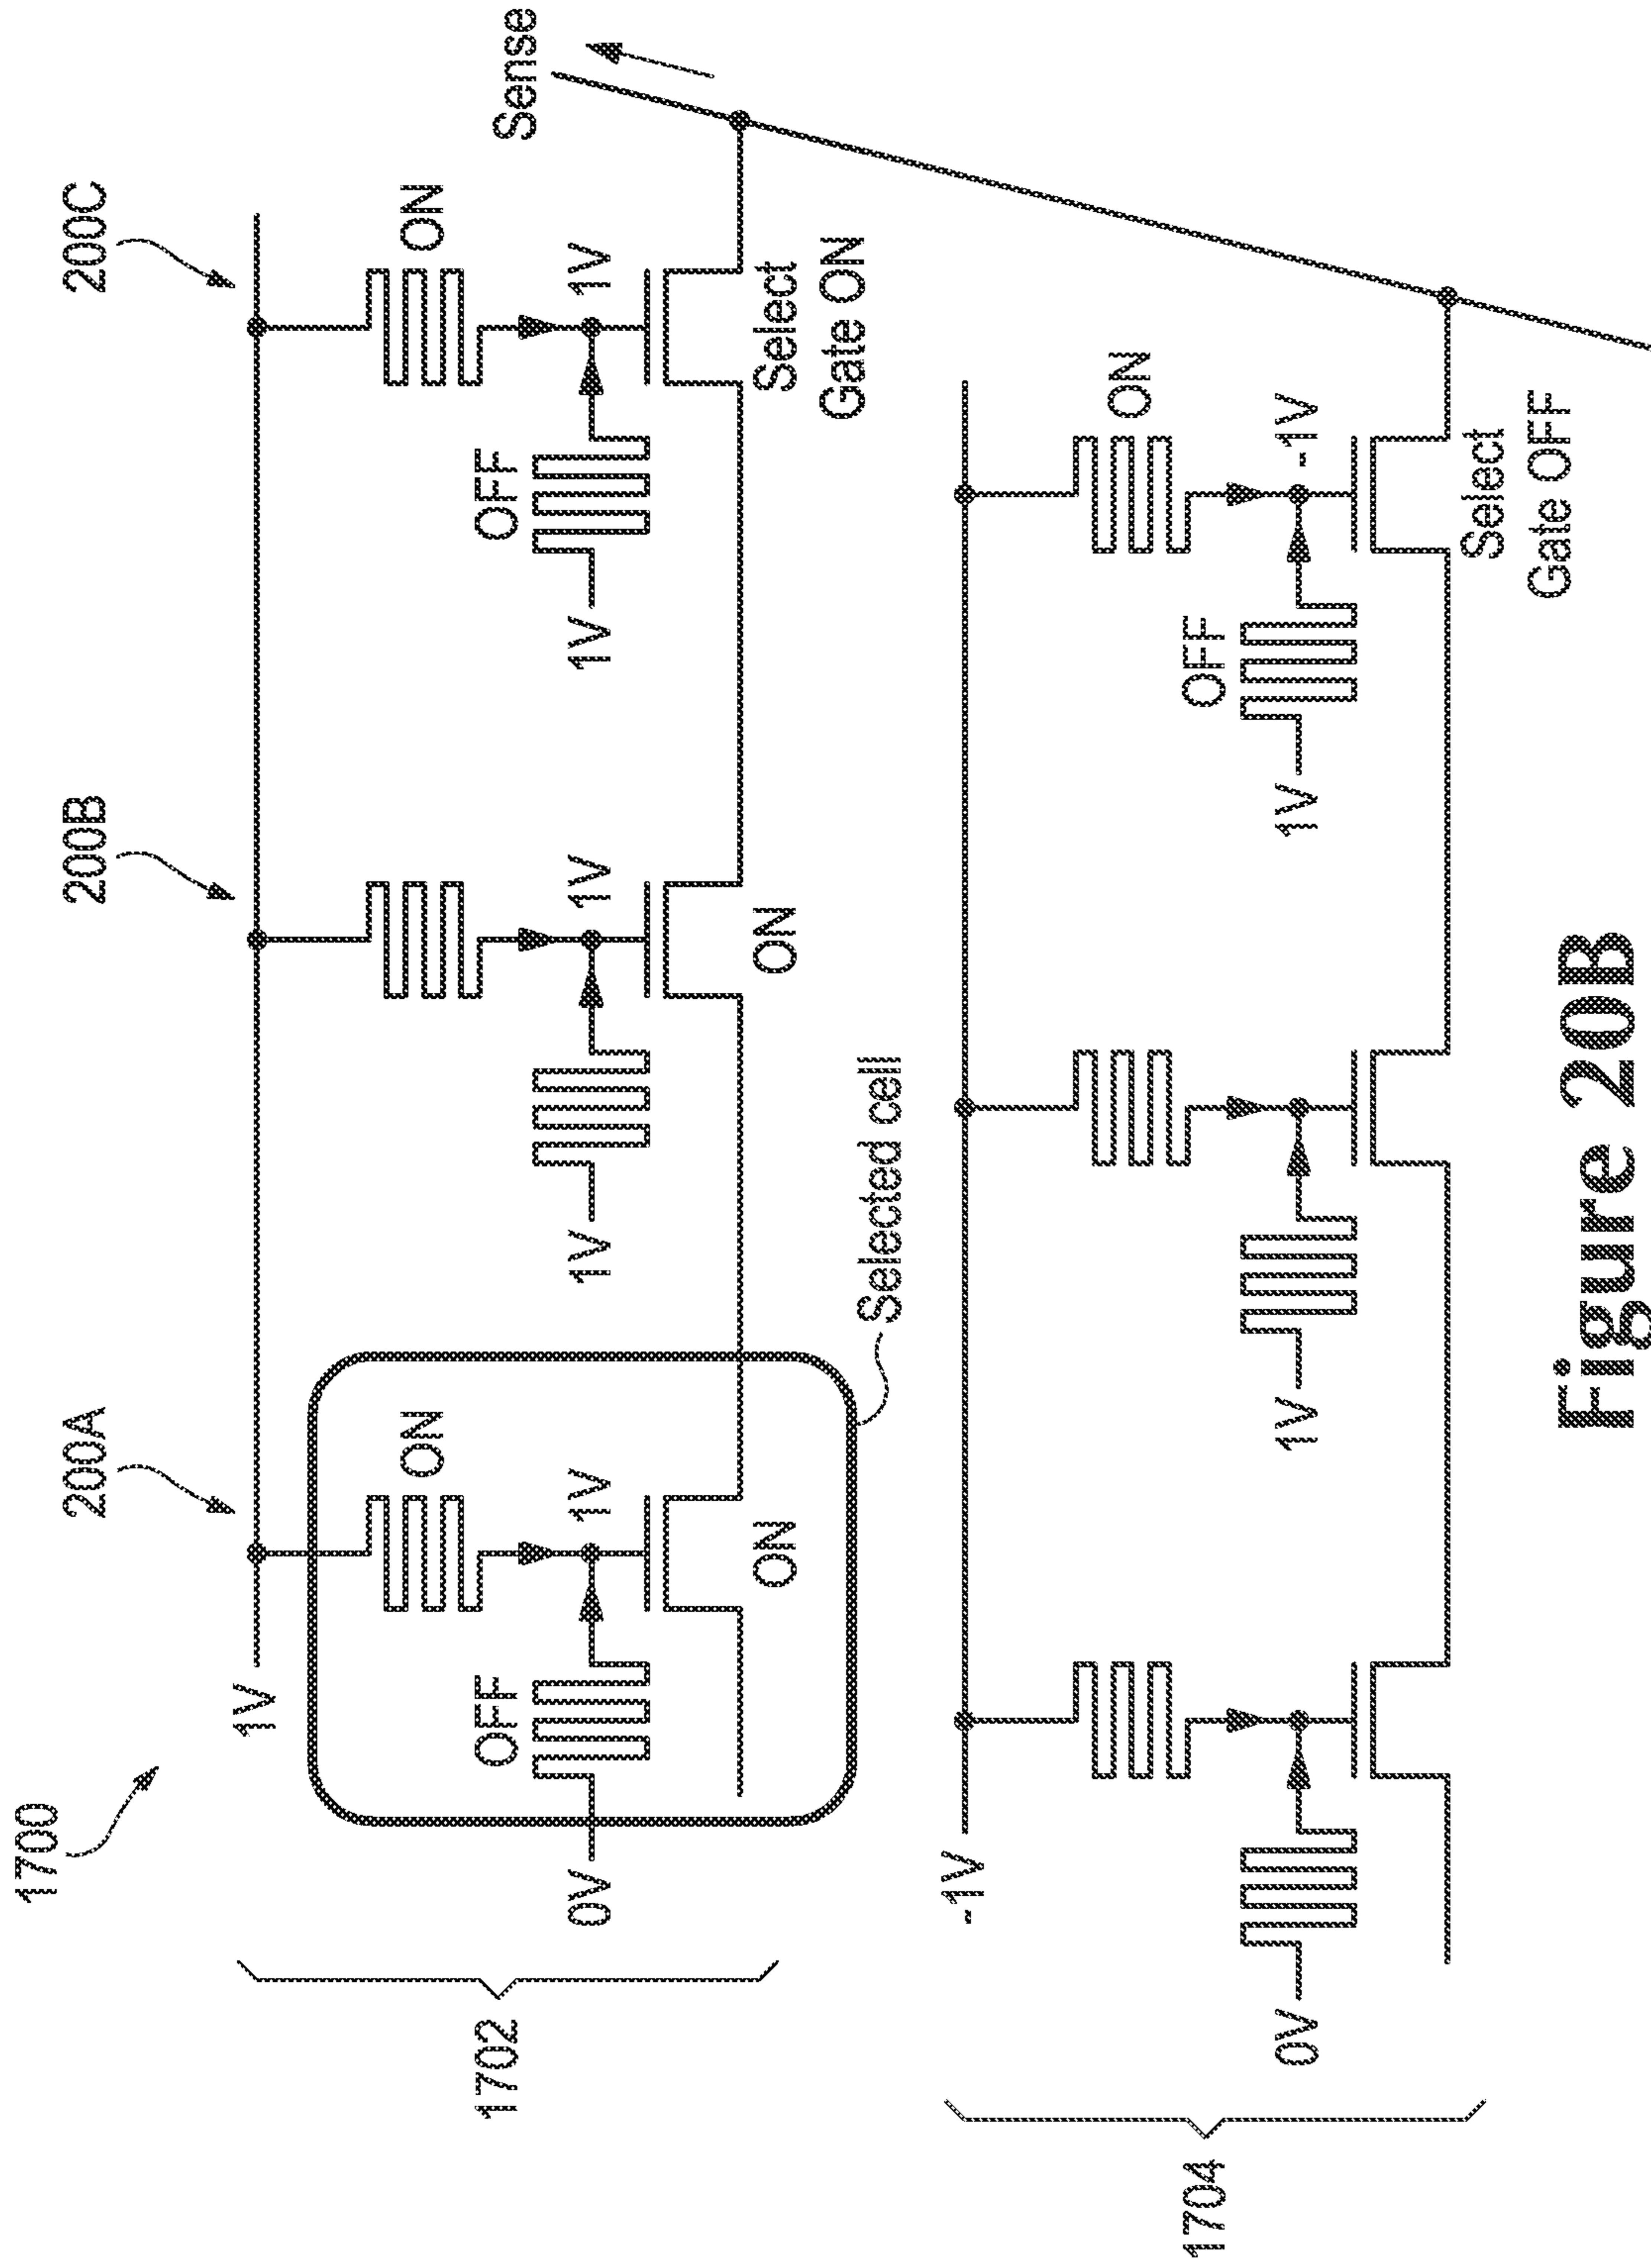 1700
200A
200B
200C
1V
ON
ON
Sense
1702
OFF
OFF
0V
1V
1V
1V
1V
1V
ON
ON
Select
Gate ON
Selected cell
-1V
ON
1704
OFF
0V
1V
1V
-1V
Select
Gate OFF
Figure 20B